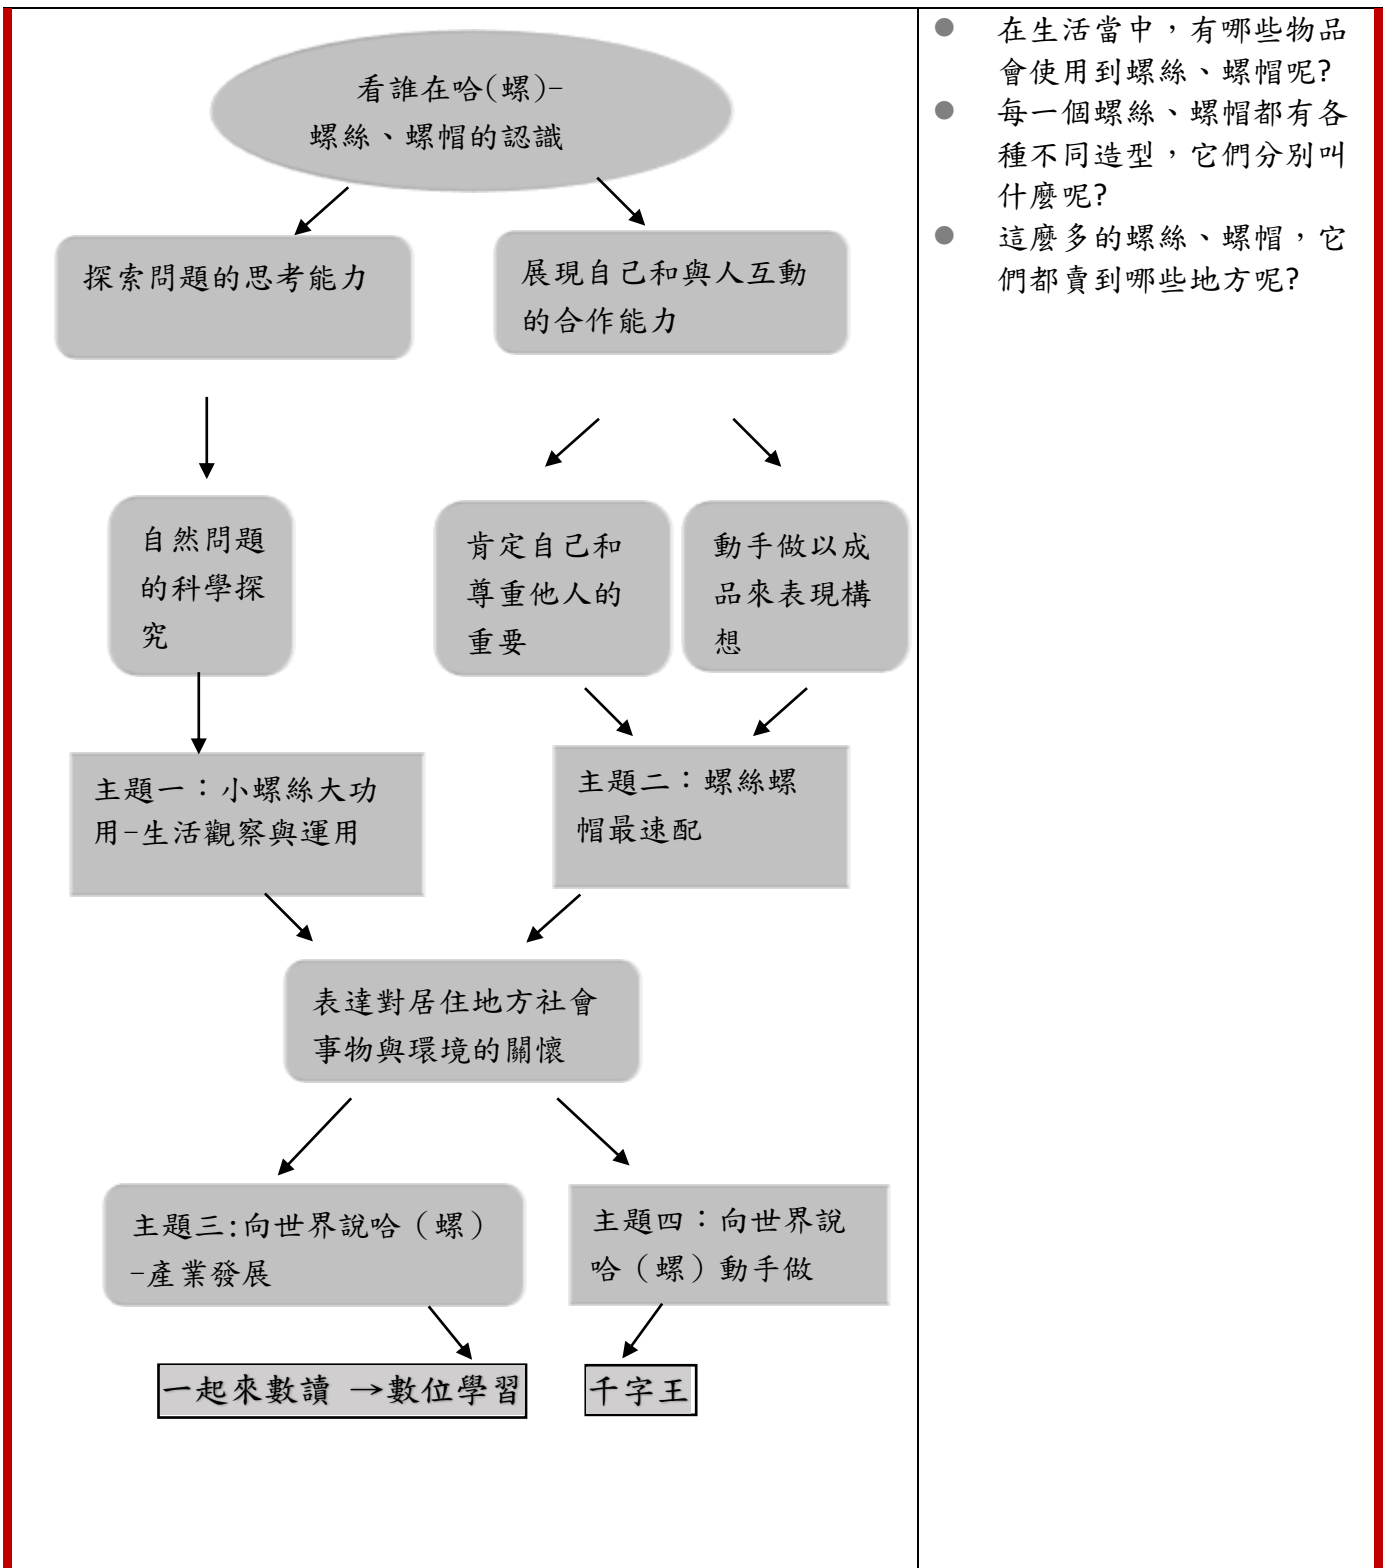 看誰在哈(螺)-
螺絲、螺帽的認識
探索問題的思考能力
展現自己和與人互動
的合作能力
自然問題
的科學探
究
肯定自己和
尊重他人的
重要
動手做以成
品來表現構
想
主題一：小螺絲大功
用-生活觀察與運用
主題二：螺絲螺
帽最速配
表達對居住地方社會
事物與環境的關懷
主題三:向世界說哈（螺）
-產業發展
主題四：向世界說
哈（螺）動手做
一起來數讀 →數位學習
千字王
● 在生活當中，有哪些物品
會使用到螺絲、螺帽呢?
● 每一個螺絲、螺帽都有各
種不同造型，它們分別叫
什麼呢?
● 這麼多的螺絲、螺帽，它
們都賣到哪些地方呢?